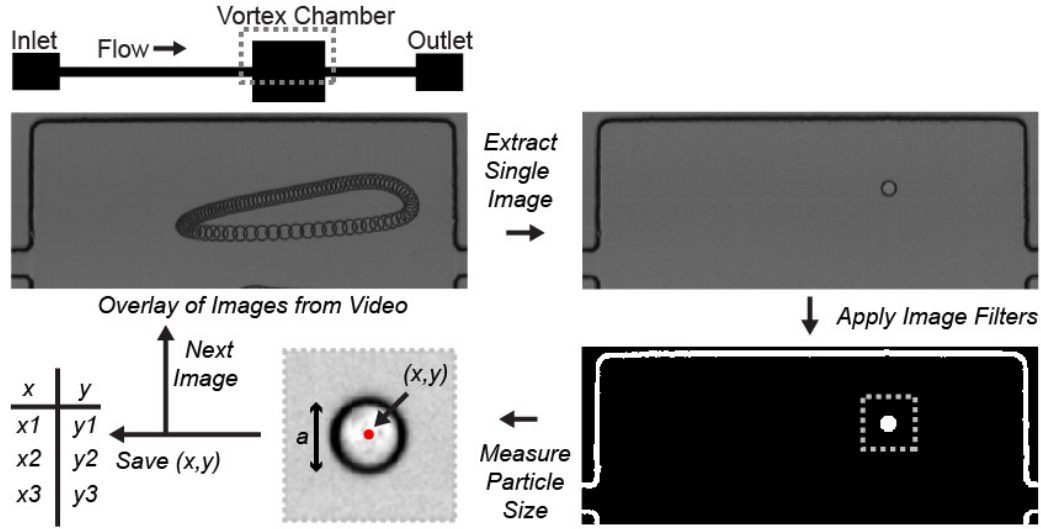 Vortex Chamber
Inlet
Flow
Outlet
Extract
Single
Image
Overlay of Images from Video
Apply Image Filters
Next
Image
(x,y)
x y
x1 y1
x2 y2
x3 y3
Save (x,y)
a
Measure
Particle
Size